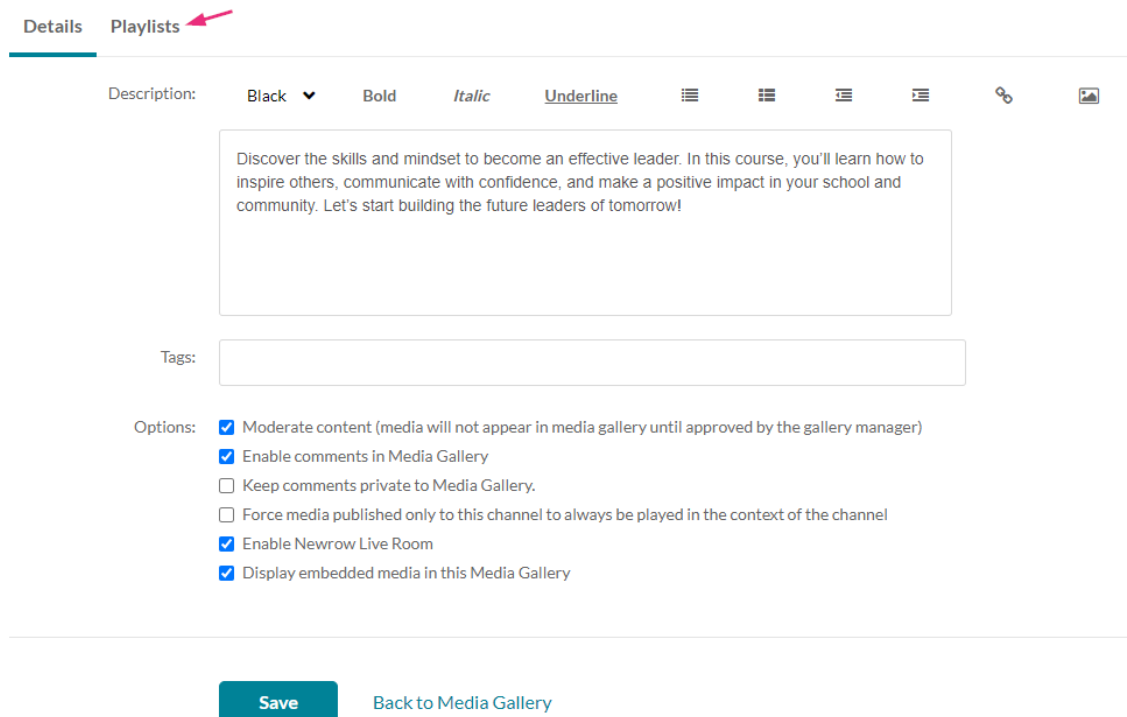 Details Playlists
Description: Black Bold Italic Underline
Discover the skills and mindset to become an effective leader. In this course, you'll learn how to
inspire others, communicate with confidence, and make a positive impact in your school and
community. Let's start building the future leaders of tomorrow!
Tags:
Options: Moderate content (media will not appear in media gallery until approved by the gallery manager)
Enable comments in Media Gallery
Keep comments private to Media Gallery.
Force media published only to this channel to always be played in the context of the channel
Enable Newrow Live Room
Display embedded media in this Media Gallery
Save Back to Media Gallery